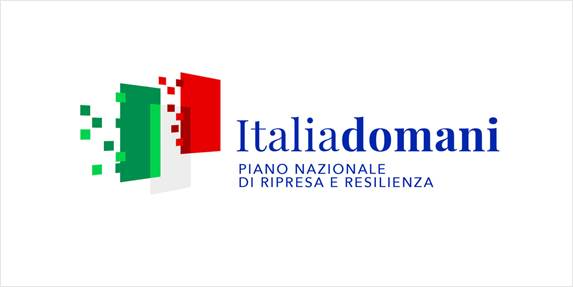 Italiadomani
PIANO NAZIONALE
DI RIPRESA E RESILIENZA